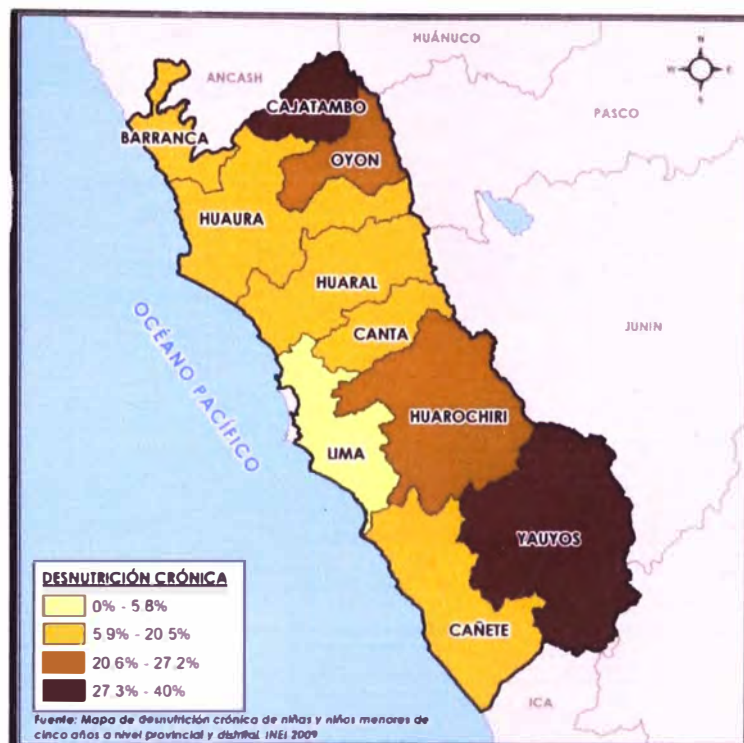 HUÁNUCO
ANCASH
N
W E
S
CAJATAMBO
PASCO
BARRANCA
OYON
HUAURA
HUARAL
CANTA
JUNIN
OCÉANO PACÍFICO
HUAROCHIRI
LIMA
YAUYOS
CAÑETE
ICA
DESNUTRICIÓN CRÓNICA
0% - 5.8%
5 9% - 20 5%
20 6% - 27 2%
27 3% - 40%
Fuente: Mapa de desnutrición crónica de niñas y niños menores de
cinco años a nivel provincial y distrital. INEI 2009